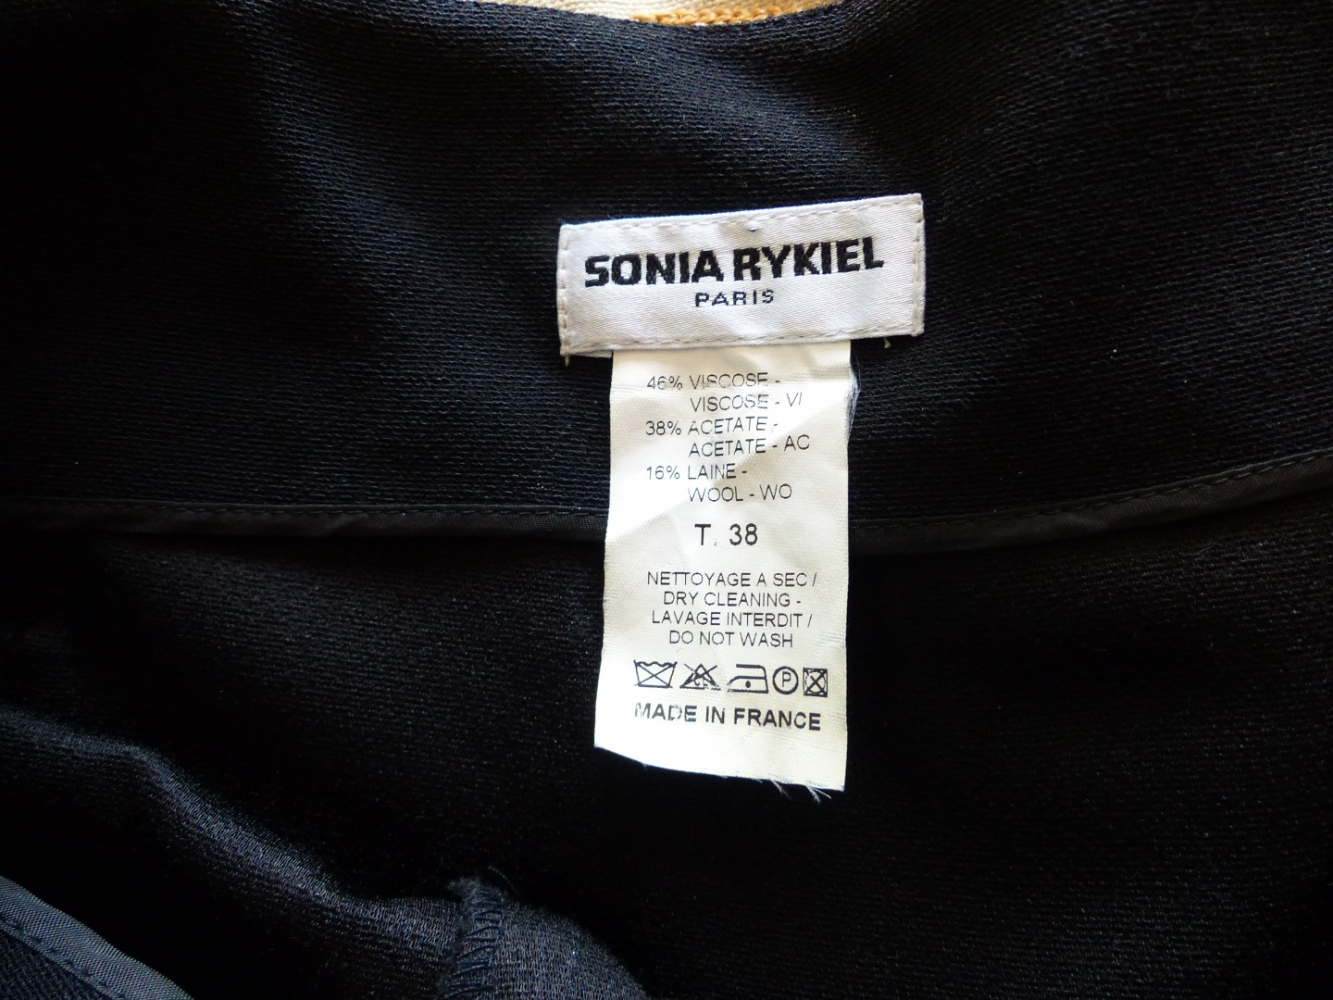 SONIA RYKIEL
PARIS
46% VISCOSE -
VISCOSE - VI
38% ACETATE -
ACETATE - AC
16% LAINE -
WOOL - WO
T. 38
NETTOYAGE A SEC /
DRY CLEANING -
LAVAGE INTERDIT /
DO NOT WASH
P
MADE IN FRANCE